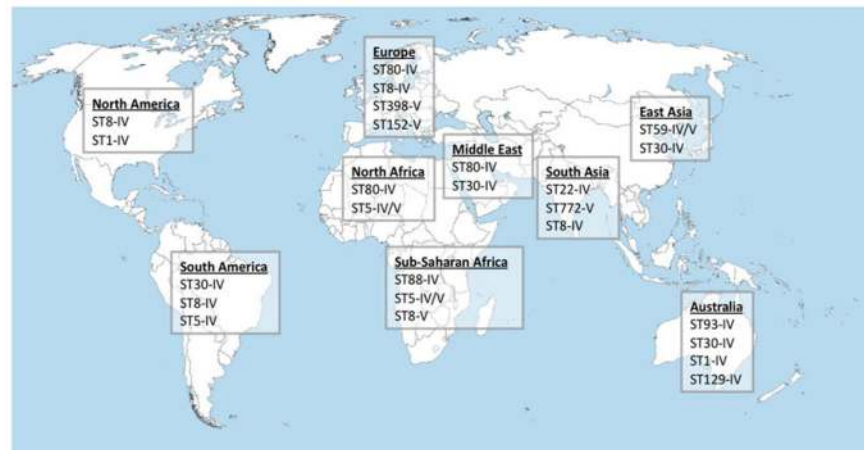 North America
ST8-IV
ST1-IV
Europe
ST80-IV
ST8-IV
ST398-V
ST152-V
East Asia
ST59-IV/V
ST30-IV
Middle East
ST80-IV
ST30-IV
North Africa
ST80-IV
ST5-IV/V
South Asia
ST22-IV
ST772-V
ST8-IV
South America
ST30-IV
ST8-IV
ST5-IV
Sub-Saharan Africa
ST88-IV
ST5-IV/V
ST8-V
Australia
ST93-IV
ST30-IV
ST1-IV
ST129-IV